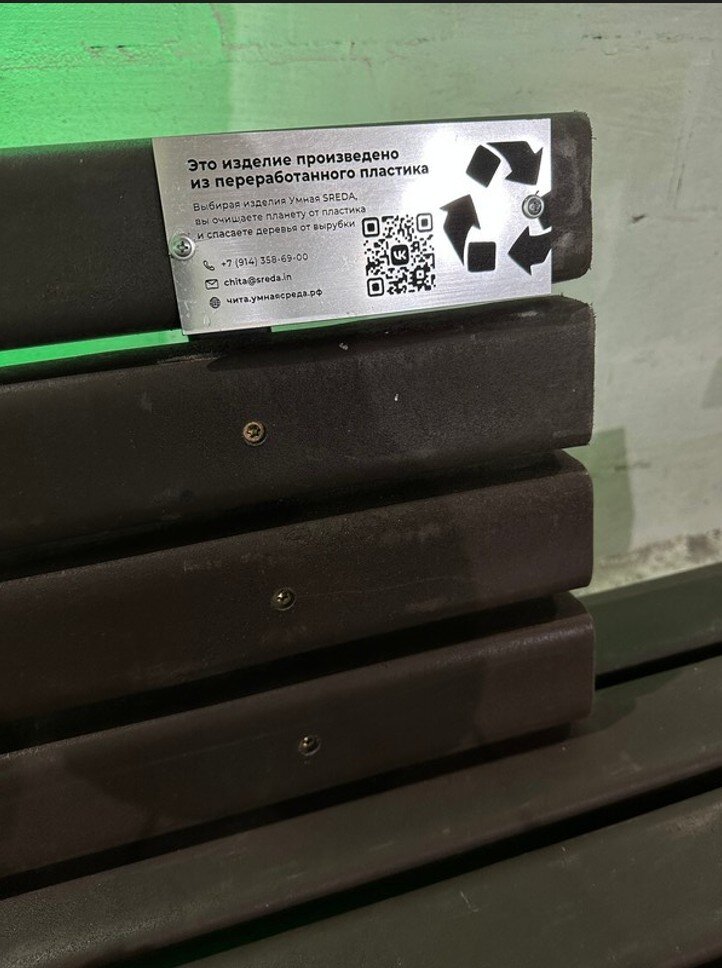 Это изделие произведено
из переработанного пластика
Выбирая изделия Умная SREDA,
вы очищаете планету от пластика
и спасаете деревья от вырубки
+7 (914) 358-69-00
chita@sreda.in
чита.умнаясреда.рф